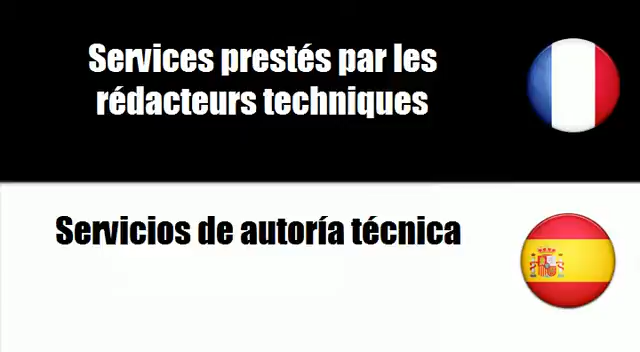 Services prestés par les
rédacteurs techniques
Servicios de autoría técnica